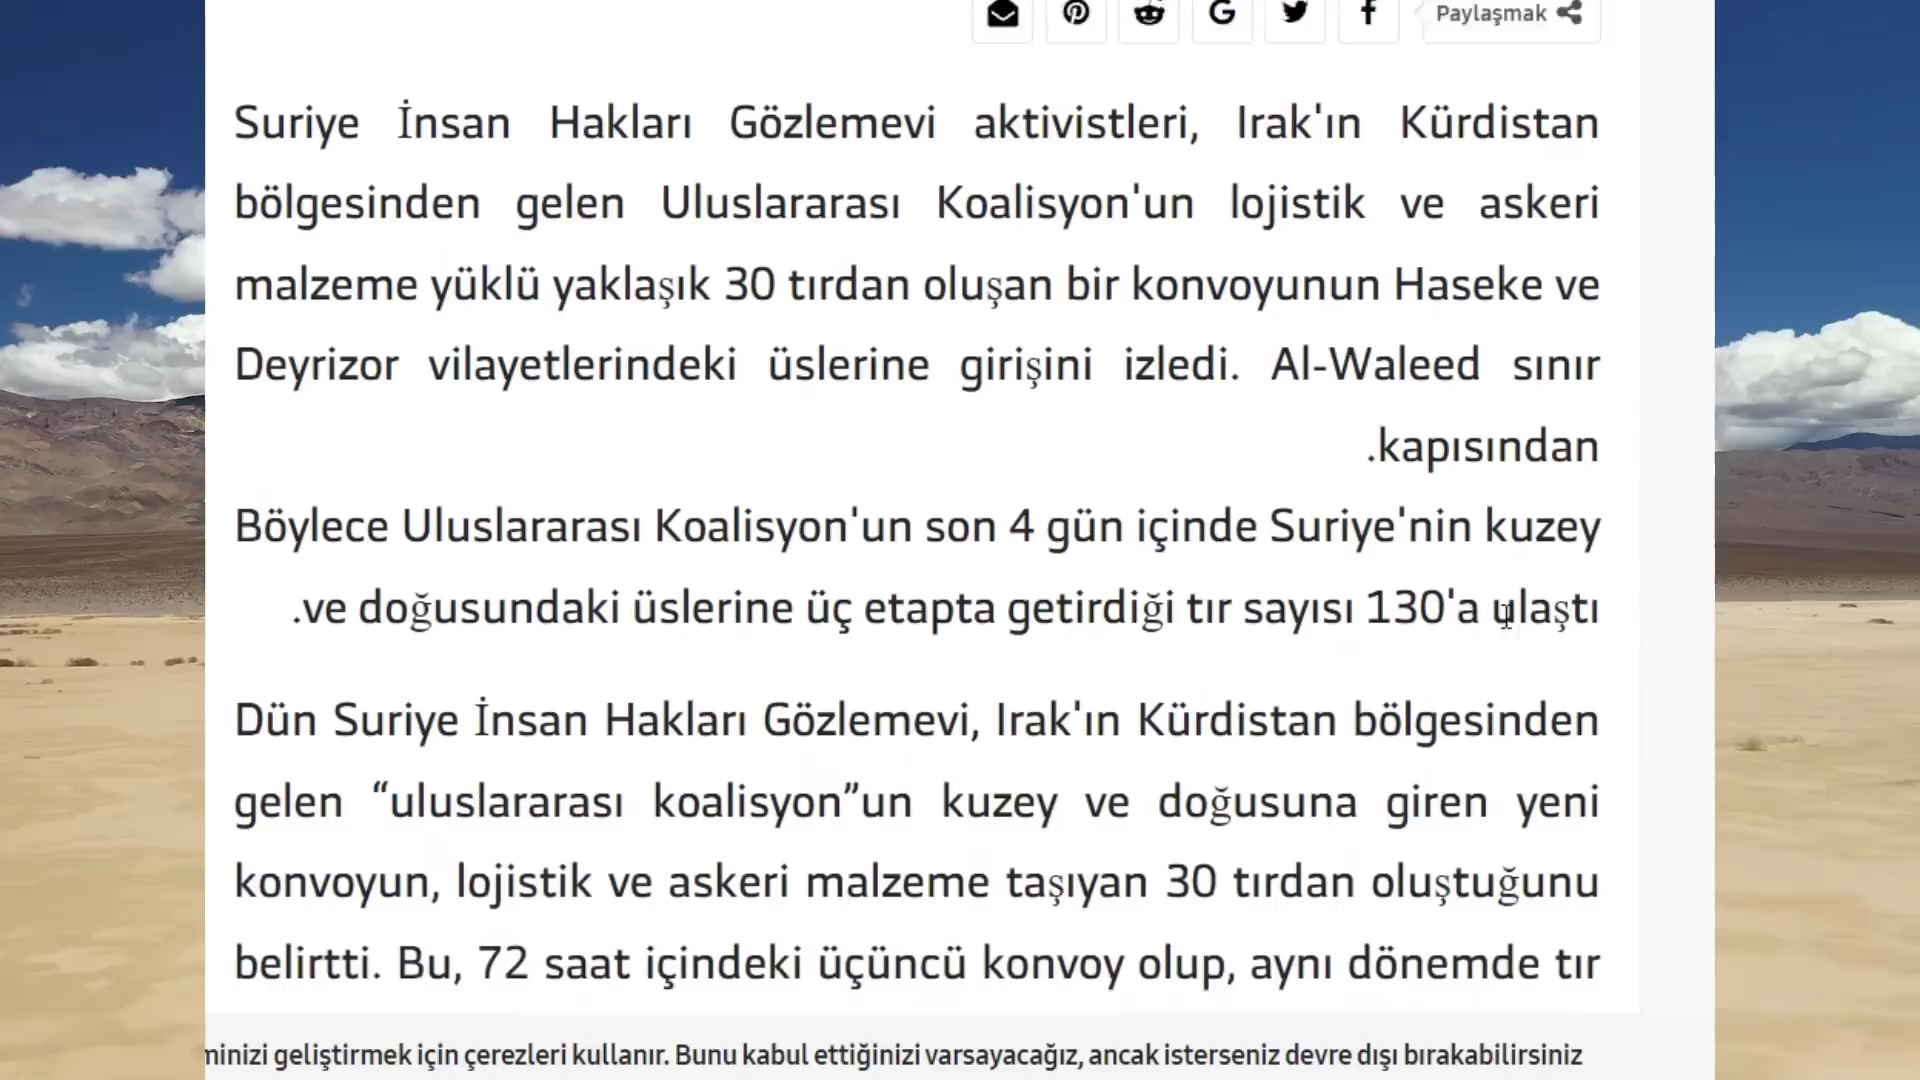 Paylaşmak
Suriye İnsan Hakları Gözlemevi aktivistleri, Irak'ın Kürdistan
bölgesinden gelen Uluslararası Koalisyon'un lojistik ve askeri
malzeme yüklü yaklaşık 30 tırdan oluşan bir konvoyunun Haseke ve
Deyrizor vilayetlerindeki üslerine girişini izledi. Al-Waleed sınır
.kapısından
Böylece Uluslararası Koalisyon'un son 4 gün içinde Suriye'nin kuzey
.ve doğusundaki üslerine üç etapta getirdiği tır sayısı 130'a ulaştı
Dün Suriye İnsan Hakları Gözlemevi, Irak'ın Kürdistan bölgesinden
gelen “uluslararası koalisyon”un kuzey ve doğusuna giren yeni
konvoyun, lojistik ve askeri malzeme taşıyan 30 tırdan oluştuğunu
belirtti. Bu, 72 saat içindeki üçüncü konvoy olup, aynı dönemde tır
minizi geliştirmek için çerezleri kullanır. Bunu kabul ettiğinizi varsayacağız, ancak isterseniz devre dışı bırakabilirsiniz